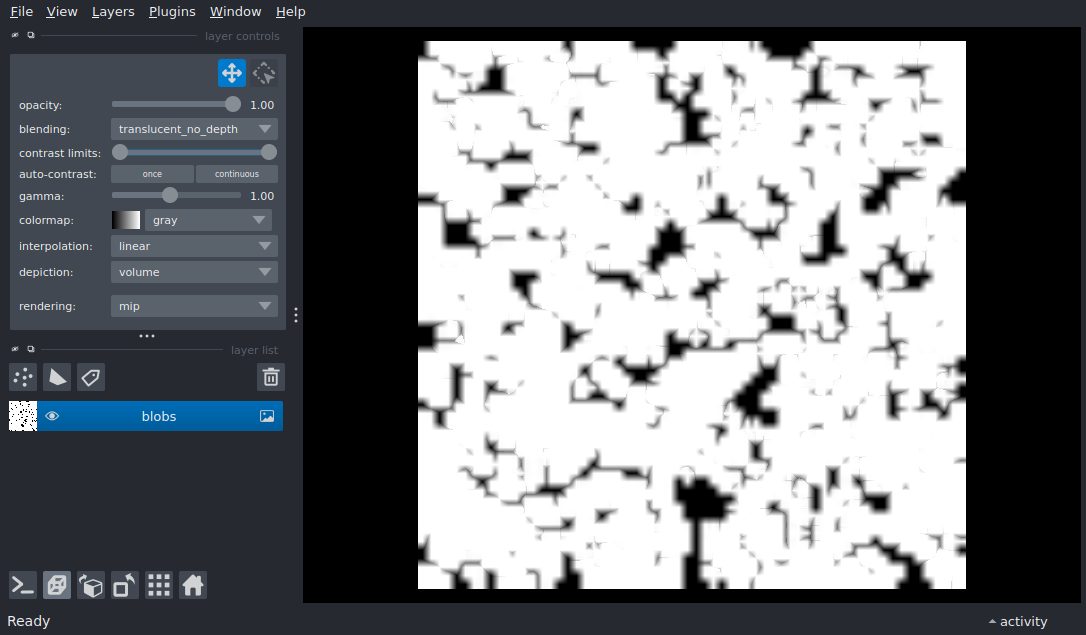 File View Layers Plugins Window Help
layer controls
opacity: 1.00
blending: translucent_no_depth
contrast limits:
auto-contrast: once continuous
gamma: 1.00
colormap: gray
interpolation: linear
depiction: volume
rendering: mip
layer list
blobs
Ready
activity